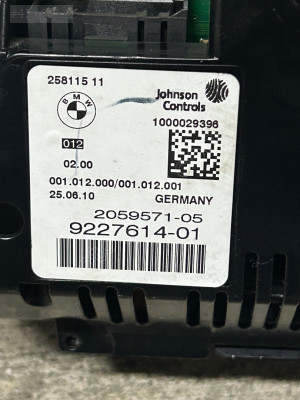 258115 11
BMW
Johnson
Controls
1000029396
012
02.00
001.012.000/001.012.001
25.06.10 GERMANY
2059571-05
9227614-01